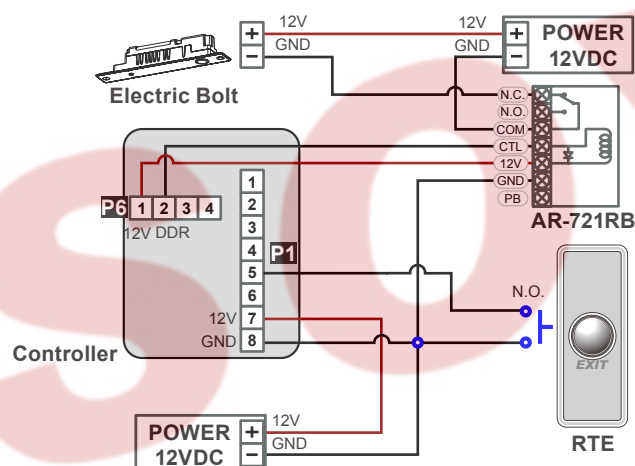 12V
12V
+
GND
GND
+
POWER
12VDC
−
−
Electric Bolt
N.C.
N.O.
COM
CTL
12V
GND
PB
AR-721RB
P6
1 2 3 4
12V DDR
P1
1
2
3
4
5
6
12V
7
GND
8
Controller
N.O.
EXIT
RTE
POWER
12VDC
+
12V
−
GND